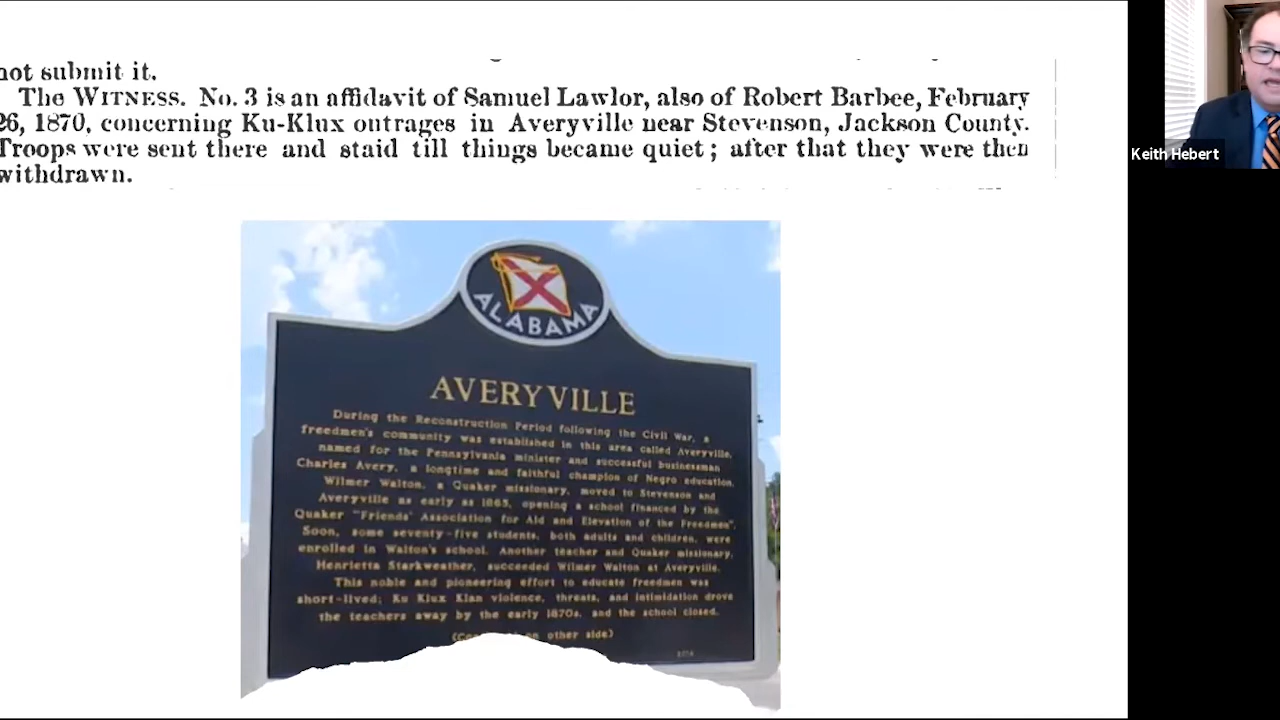 not submit it.
The WITNESS. No. 3 is an affidavit of Samuel Lawlor, also of Robert Barbee, February
26, 1870, concerning Ku-Klux outrages in Averyville near Stevenson, Jackson County.
Troops were sent there and staid till things became quiet; after that they were then
withdrawn.
Keith Hebert
ALABAMA
AVERYVILLE
During the Reconstruction Period following the Civil War, a
freedmen's community was established in this area called Averyville,
named for the Pennsylvania minister and successful businessman
Charles Avery, a longtime and faithful champion of Negro education.
Wilmer Walton, a Quaker missionary, moved to Stevenson and
Averyville as early as 1865, opening a school financed by the
Quaker "Friends' Association for Aid and Elevation of the Freedmen".
Soon, some seventy-five students, both adults and children, were
enrolled in Walton's school. Another teacher and Quaker missionary,
Henrietta Starkweather, succeeded Wilmer Walton at Averyville.
This noble and pioneering effort to educate freedmen was
short-lived; Ku Klux Klan violence, threats, and intimidation drove
the teachers away by the early 1870s, and the school closed.
on other side)